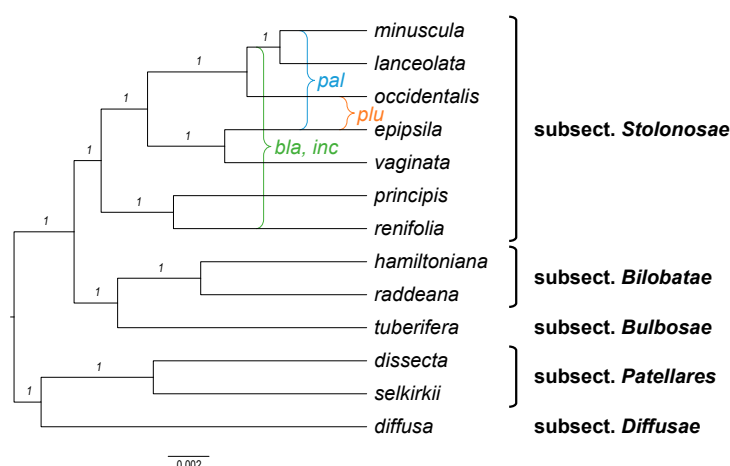 1
1
minuscula
lanceolata
pal
occidentalis
plu
1
epipsila
subsect. Stolonosae
1
bla, inc
vaginata
1
principis
1
renifolia
1
hamiltoniana
1
subsect. Bilobatae
raddeana
1
tuberifera
subsect. Bulbosae
dissecta
1
subsect. Patellares
selkirkii
1
diffusa
subsect. Diffusae
0.002